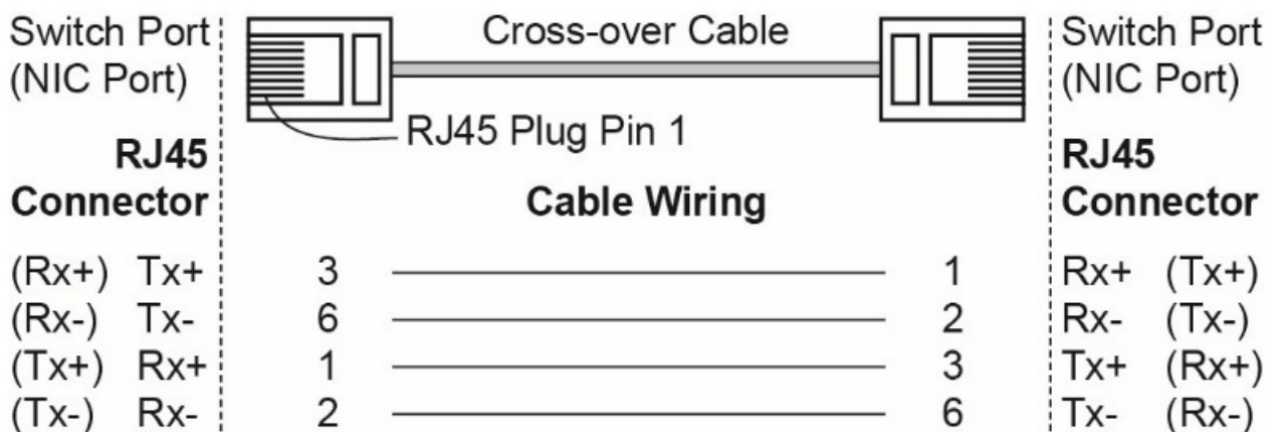 Switch Port Cross-over Cable Switch Port
(NIC Port) (NIC Port)
RJ45 Plug Pin 1
RJ45 RJ45
Connector Cable Wiring Connector
(Rx+) Tx+ 3 1 Rx+ (Tx+)
(Rx-) Tx- 6 2 Rx- (Tx-)
(Tx+) Rx+ 1 3 Tx+ (Rx+)
(Tx-) Rx- 2 6 Tx- (Rx-)